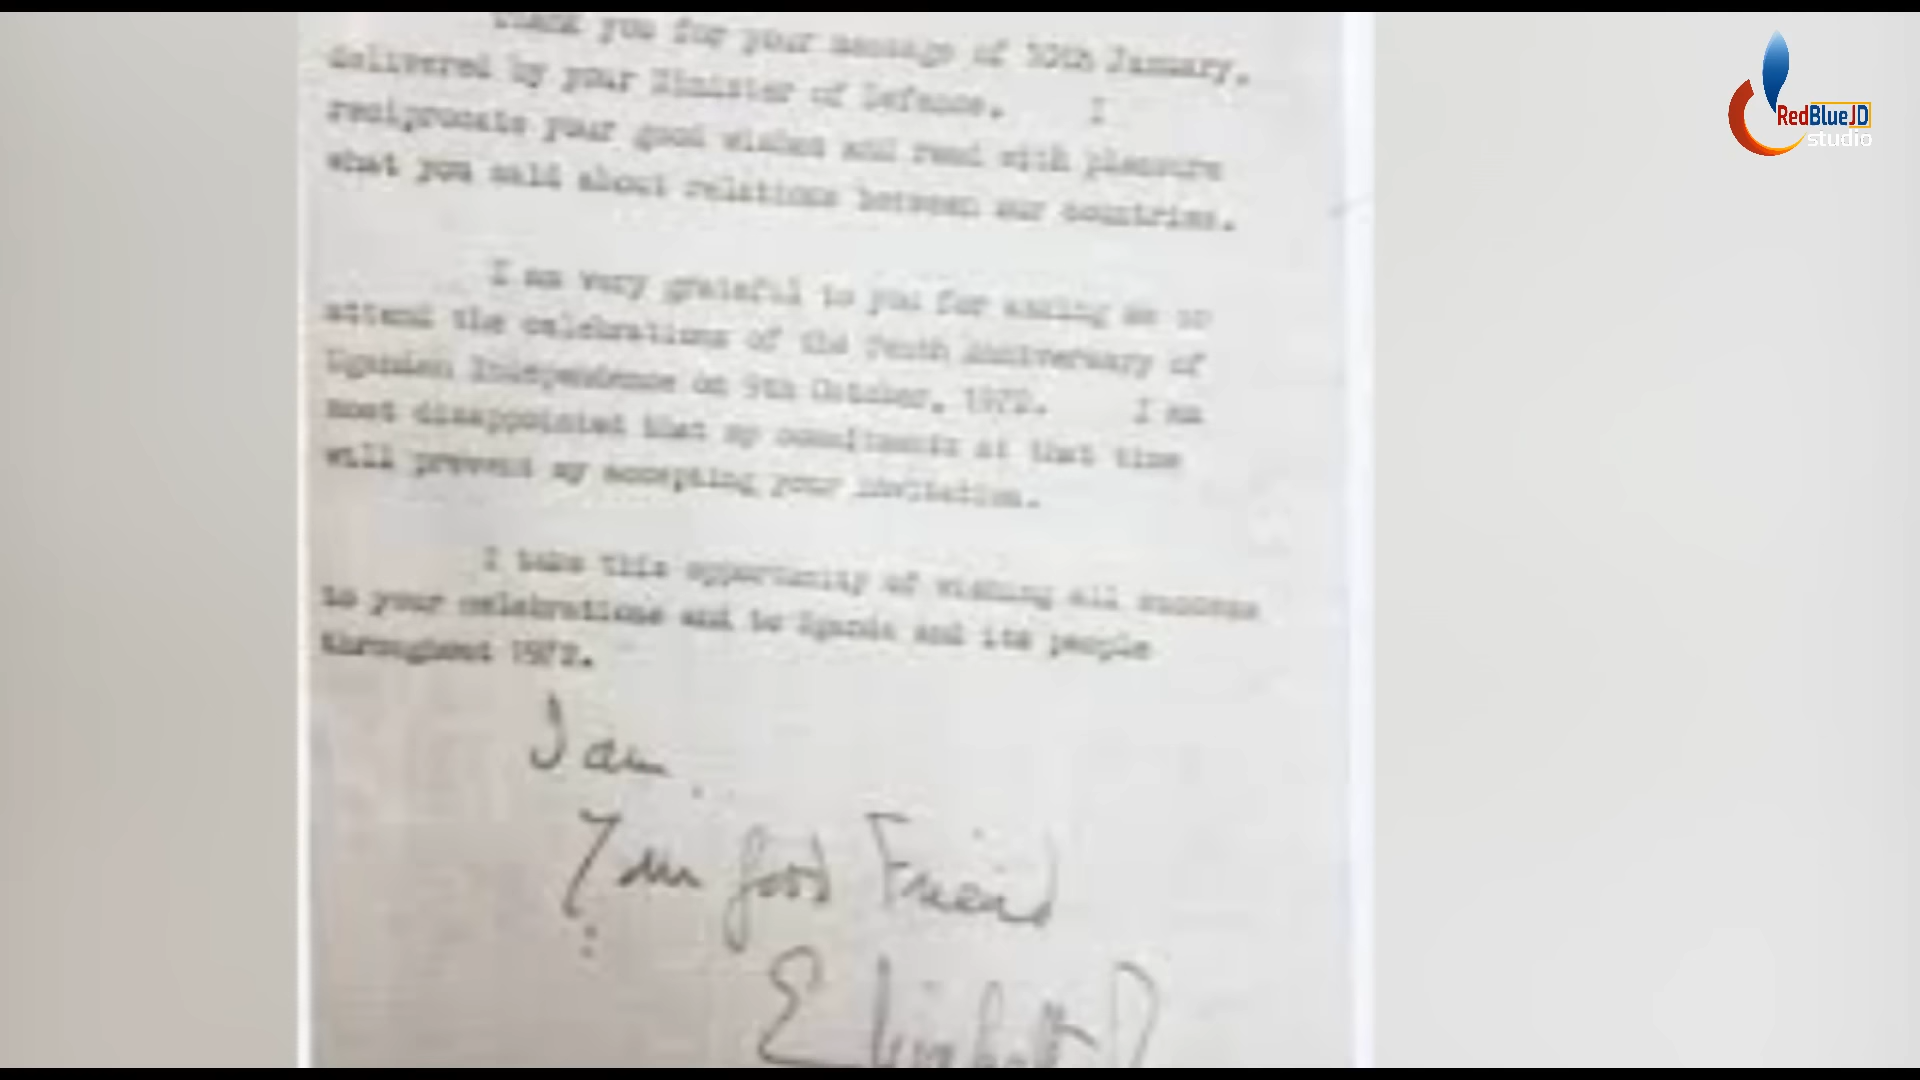 Thank you for your message of 30th January,
delivered by your Minister of Defence. I
reciprocate your good wishes and read with pleasure
what you said about relations between our countries.
I am very grateful to you for asking me to
attend the celebrations of the Tenth Anniversary of
Ugandan Independence on 9th October, 1972. I am
most disappointed that my commitments at that time
will prevent my accepting your invitation.
I take this opportunity of wishing all success
to your celebrations and to Uganda and its people
throughout 1972.
I am
Your good Friend
Elizabeth R
RedBlueJD
studio